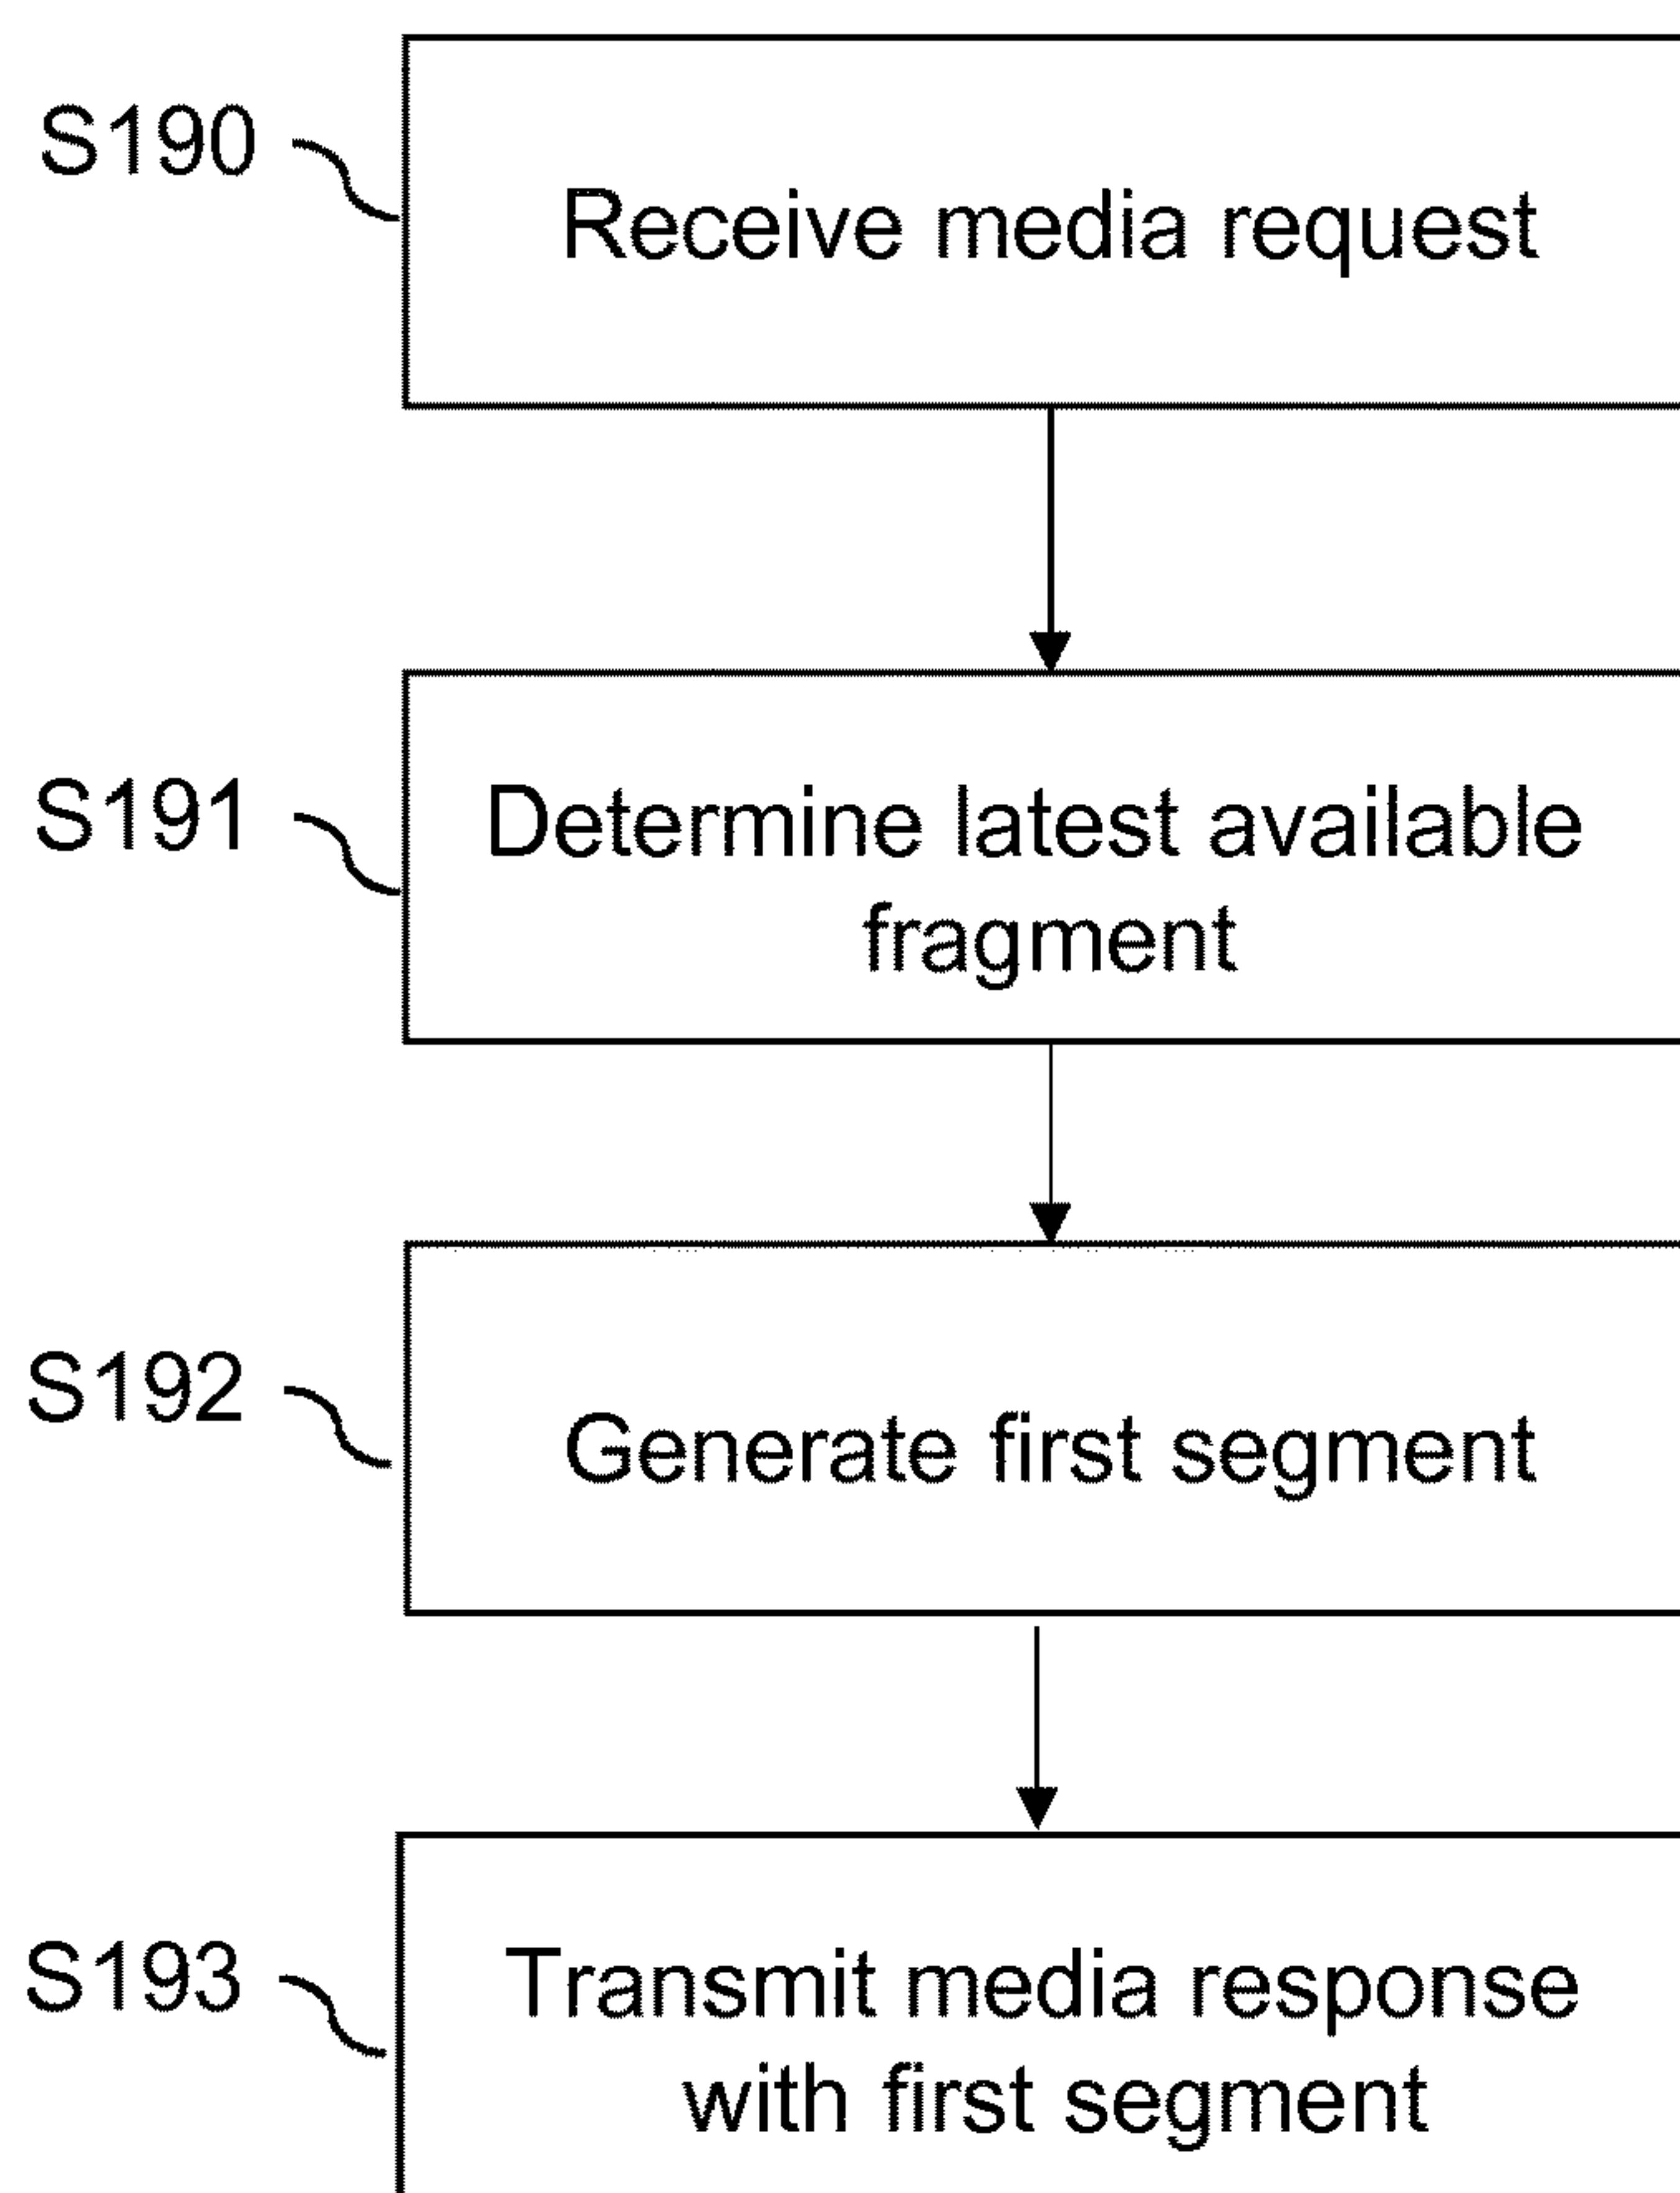 S190
Receive media request
S191
Determine latest available
fragment
S192
Generate first segment
S193
Transmit media response
with first segment